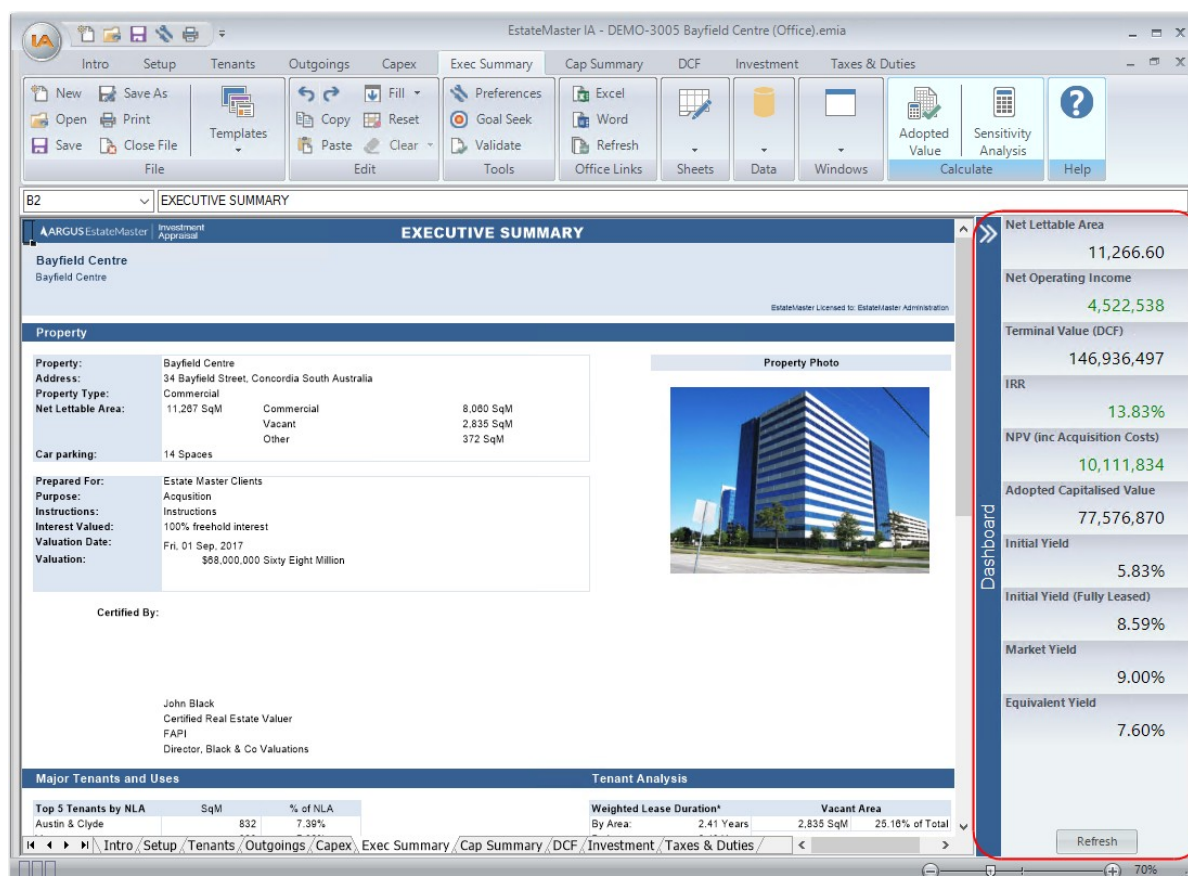 EstateMaster IA - DEMO-3005 Bayfield Centre (Office).emia
IA
Intro Setup Tenants Outgoings Capex Exec Summary Cap Summary DCF Investment Taxes & Duties
New Save As Templates Copy Fill Preferences Excel Adopted Value Sensitivity Analysis
Open Print Reset Goal Seek Word
Save Close File Paste Clear Validate Refresh
File Edit Tools Office Links Sheets Data Windows Calculate Help
B2 EXECUTIVE SUMMARY
ARGUS EstateMaster Investment Appraisal EXECUTIVE SUMMARY
Bayfield Centre
Bayfield Centre
EstateMaster Licensed to: EstateMaster Administration
Property
Property: Bayfield Centre
Address: 34 Bayfield Street, Concordia South Australia
Property Type: Commercial
Net Lettable Area: 11,267 SqM Commercial 8,060 SqM
Vacant 2,835 SqM
Other 372 SqM
Car parking: 14 Spaces
Property Photo
Prepared For: Estate Master Clients
Purpose: Acqusition
Instructions: Instructions
Interest Valued: 100% freehold interest
Valuation Date: Fri, 01 Sep, 2017
Valuation: $68,000,000 Sixty Eight Million
Certified By:
John Black
Certified Real Estate Valuer
FAPI
Director, Black & Co Valuations
Major Tenants and Uses Tenant Analysis
Top 5 Tenants by NLA SqM % of NLA Weighted Lease Duration* Vacant Area
Austin & Clyde 832 7.39% By Area: 2.41 Years 2,835 SqM 25.16% of Total
Intro Setup Tenants Outgoings Capex Exec Summary Cap Summary DCF Investment Taxes & Duties
Dashboard
Net Lettable Area
11,266.60
Net Operating Income
4,522,538
Terminal Value (DCF)
146,936,497
IRR
13.83%
NPV (inc Acquisition Costs)
10,111,834
Adopted Capitalised Value
77,576,870
Initial Yield
5.83%
Initial Yield (Fully Leased)
8.59%
Market Yield
9.00%
Equivalent Yield
7.60%
Refresh
70%